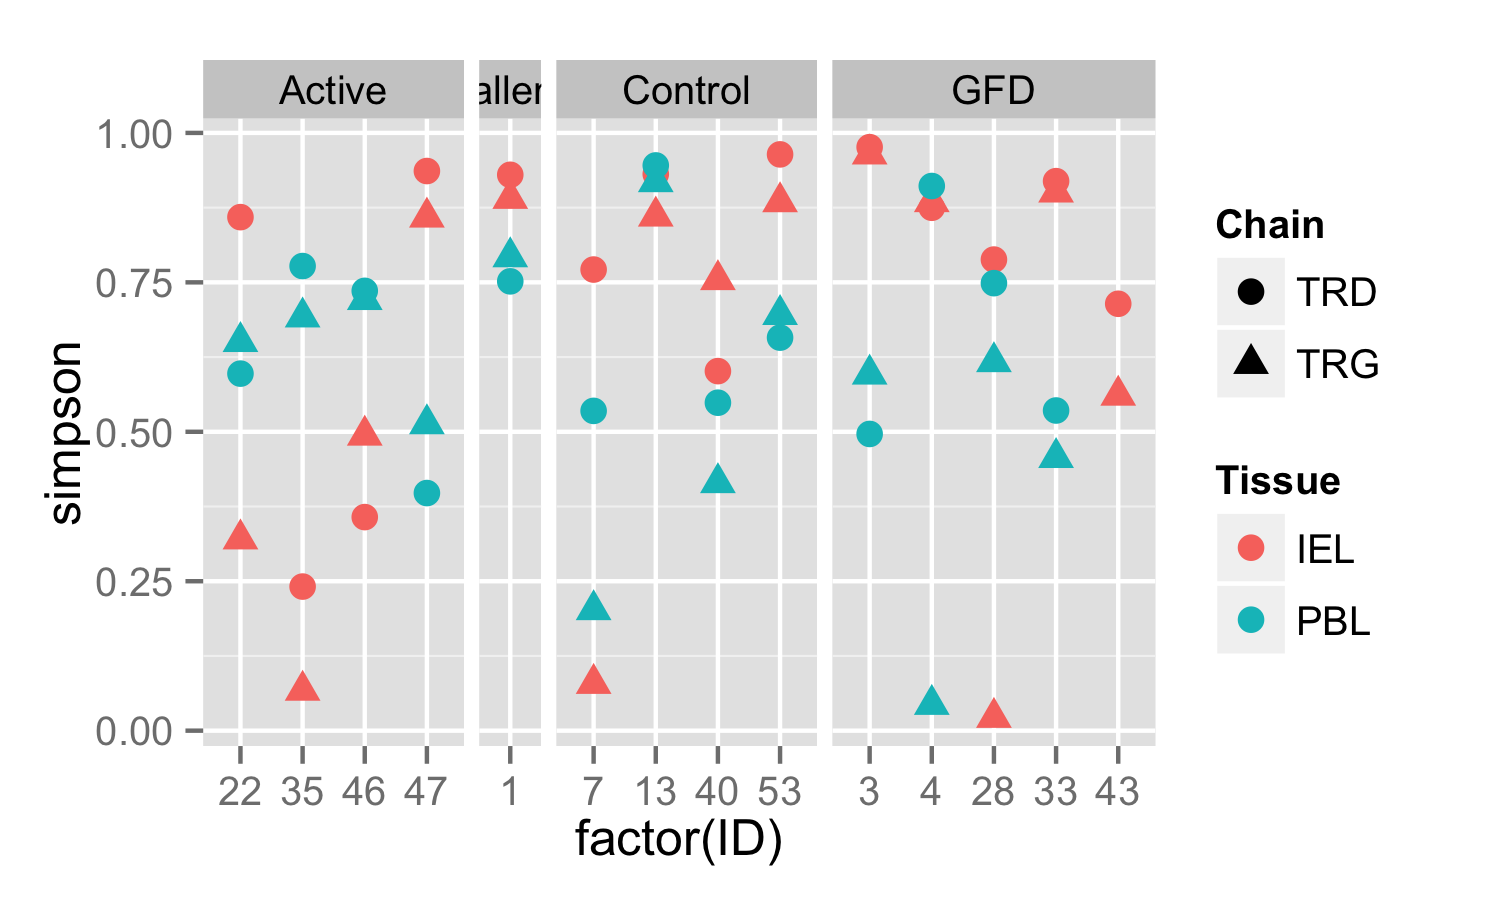 Active aller Control GFD
1.00
0.75
0.50
0.25
0.00
simpson
22 35 46 47 1 7 13 40 53 3 4 28 33 43
factor(ID)
Chain
TRD
TRG
Tissue
IEL
PBL